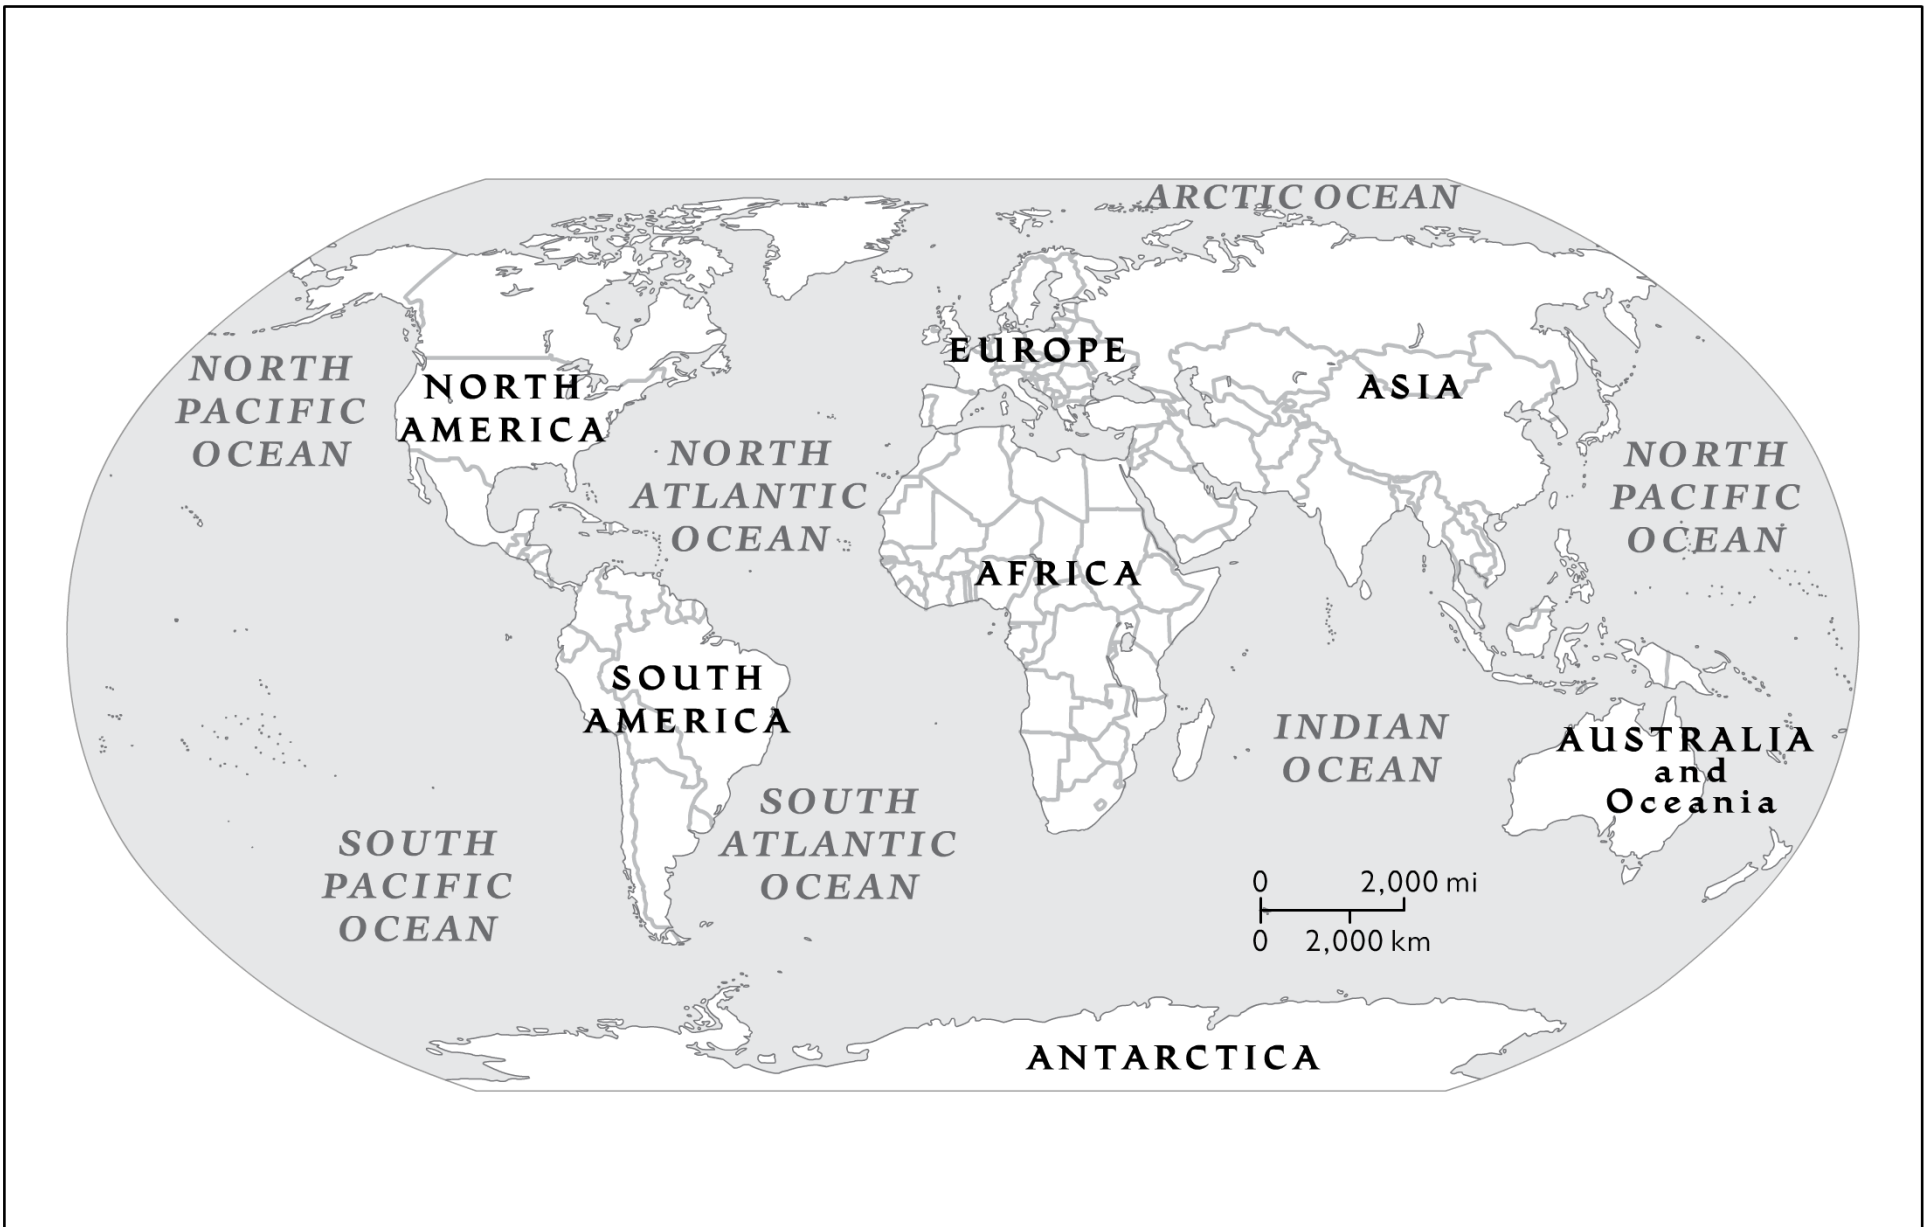 ARCTIC OCEAN
EUROPE
ASIA
NORTH
PACIFIC
OCEAN
NORTH
AMERICA
NORTH
ATLANTIC
OCEAN
NORTH
PACIFIC
OCEAN
AFRICA
SOUTH
AMERICA
INDIAN
OCEAN
AUSTRALIA
and
Oceania
SOUTH
PACIFIC
OCEAN
SOUTH
ATLANTIC
OCEAN
0 2,000 mi
0 2,000 km
ANTARCTICA